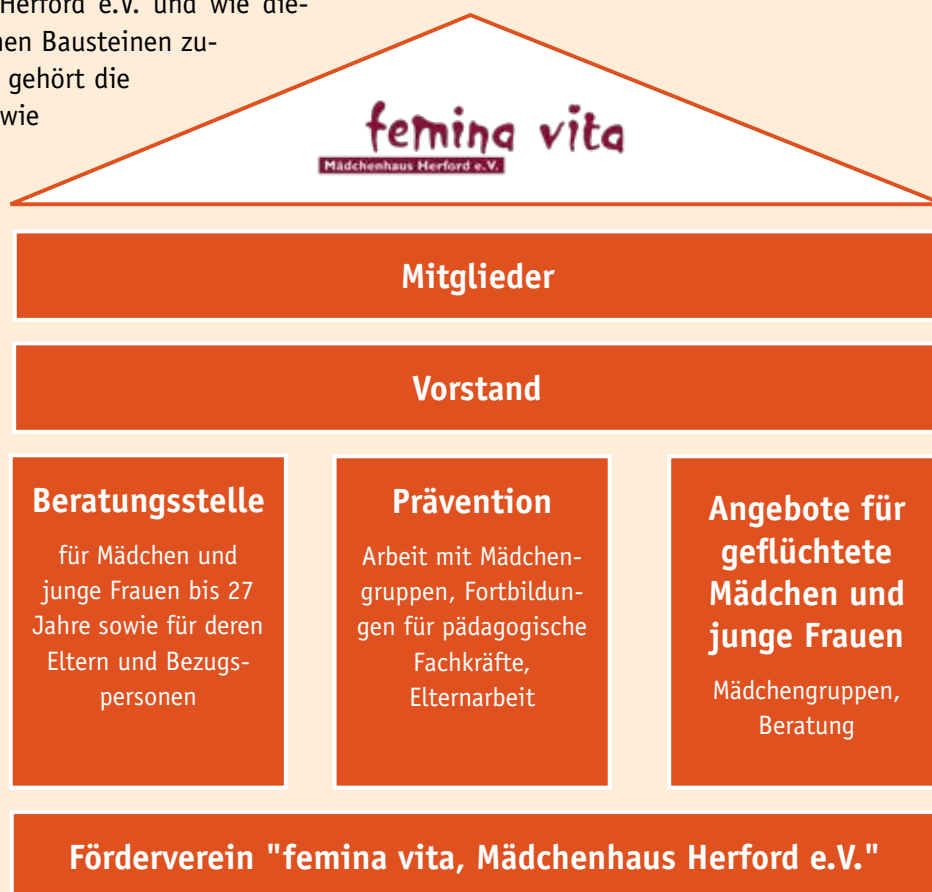 Herford e.V. und wie die-
nen Bausteinen zu-
gehört die
wie
femina vita
Mädchenhaus Herford e.V.
Mitglieder
Vorstand
Beratungsstelle
für Mädchen und
junge Frauen bis 27
Jahre sowie für deren
Eltern und Bezugs-
personen
Prävention
Arbeit mit Mädchen-
gruppen, Fortbildun-
gen für pädagogische
Fachkräfte,
Elternarbeit
Angebote für
geflüchtete
Mädchen und
junge Frauen
Mädchengruppen,
Beratung
Förderverein "femina vita, Mädchenhaus Herford e.V."